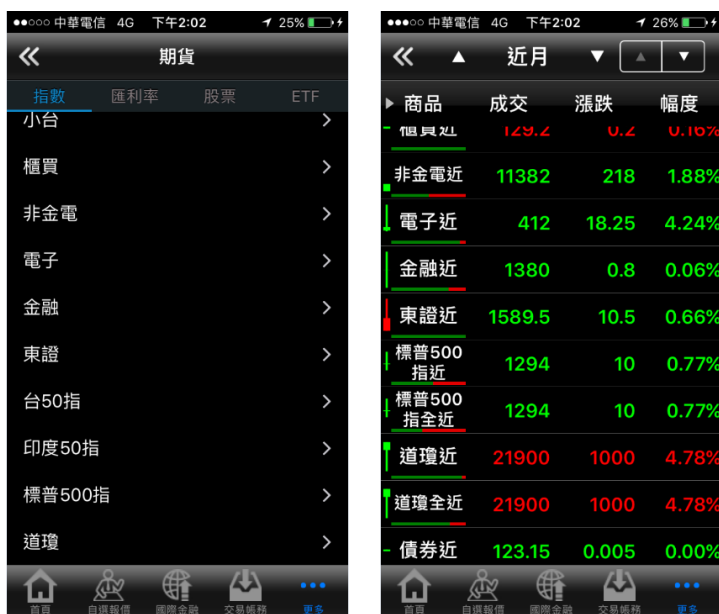 中華電信 4G 下午2:02 25%
期貨
指數 匯利率 股票 ETF
小台
櫃買
非金電
電子
金融
東證
台50指
印度50指
標普500指
道瓊
首頁 自選報價 國際金融 交易帳務 更多
中華電信 4G 下午2:02 26%
近月
商品 成交 漲跌 幅度
櫃買近 129.2 0.2 0.16%
非金電近 11382 218 1.88%
電子近 412 18.25 4.24%
金融近 1380 0.8 0.06%
東證近 1589.5 10.5 0.66%
標普500
指近 1294 10 0.77%
標普500
指全近 1294 10 0.77%
道瓊近 21900 1000 4.78%
道瓊全近 21900 1000 4.78%
債券近 123.15 0.005 0.00%
首頁 自選報價 國際金融 交易帳務 更多